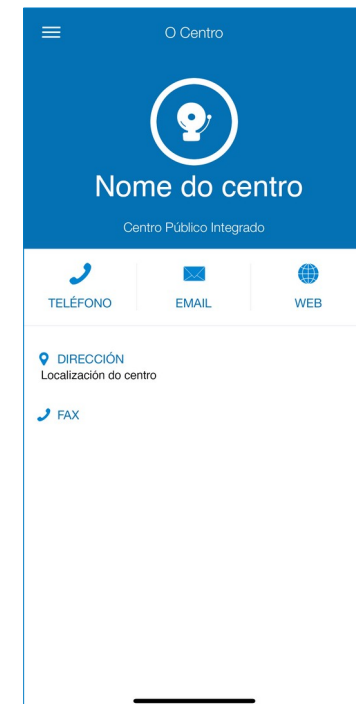 O Centro
Nome do centro
Centro Público Integrado
TELÉFONO EMAIL WEB
DIRECCIÓN
Localización do centro
FAX